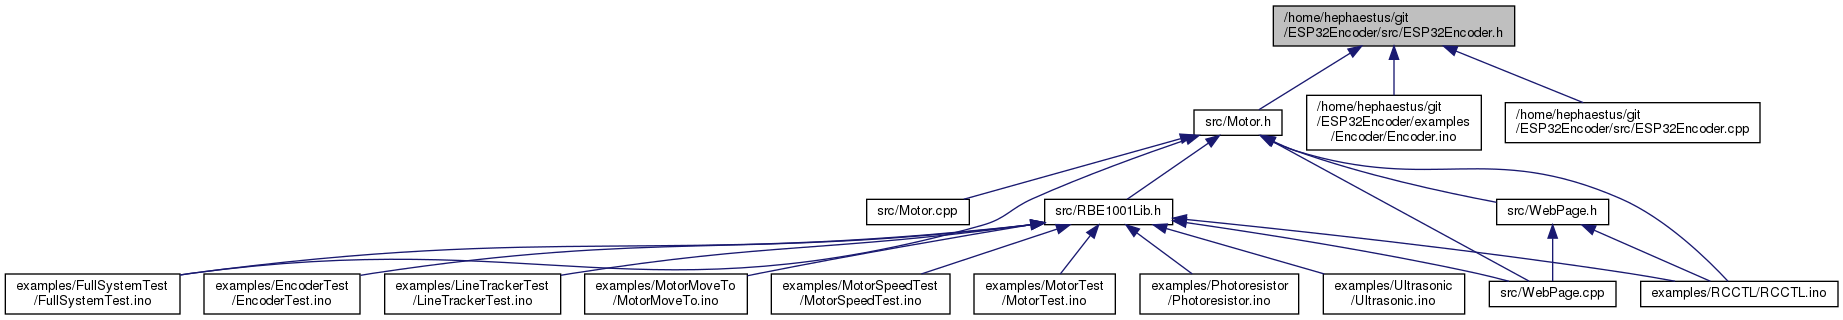 /home/hephaestus/git
/ESP32Encoder/src/ESP32Encoder.h
/home/hephaestus/git
/ESP32Encoder/examples
/Encoder/Encoder.ino
/home/hephaestus/git
/ESP32Encoder/src/ESP32Encoder.cpp
src/Motor.h
src/Motor.cpp
src/RBE1001Lib.h
src/WebPage.h
examples/FullSystemTest
/FullSystemTest.ino
examples/EncoderTest
/EncoderTest.ino
examples/LineTrackerTest
/LineTrackerTest.ino
examples/MotorMoveTo
/MotorMoveTo.ino
examples/MotorSpeedTest
/MotorSpeedTest.ino
examples/MotorTest
/MotorTest.ino
examples/Photoresistor
/Photoresistor.ino
examples/Ultrasonic
/Ultrasonic.ino
src/WebPage.cpp
examples/RCCTL/RCCTL.ino